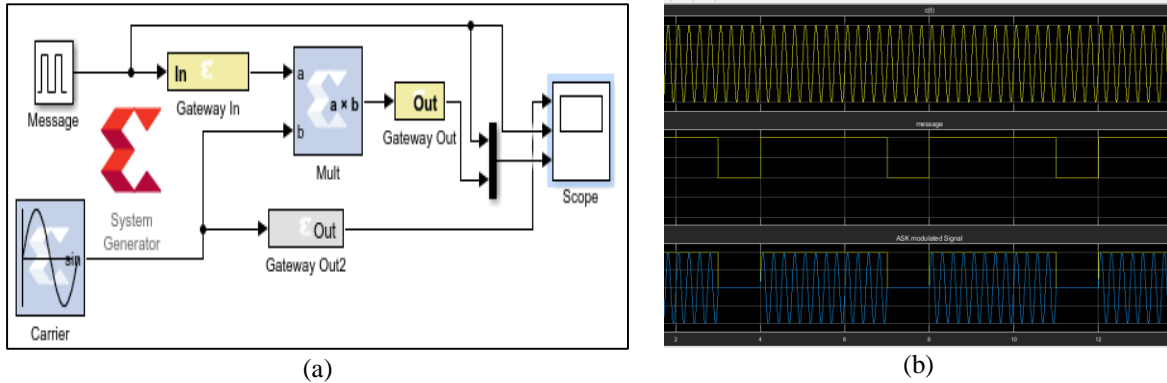 Message
In
Gateway In
a
b
a × b
Mult
Out
Gateway Out
Scope
System
Generator
sin
Carrier
Out
Gateway Out2
(a)
c(t)
message
ASK modulated Signal
2 4 6 8 10 12
(b)